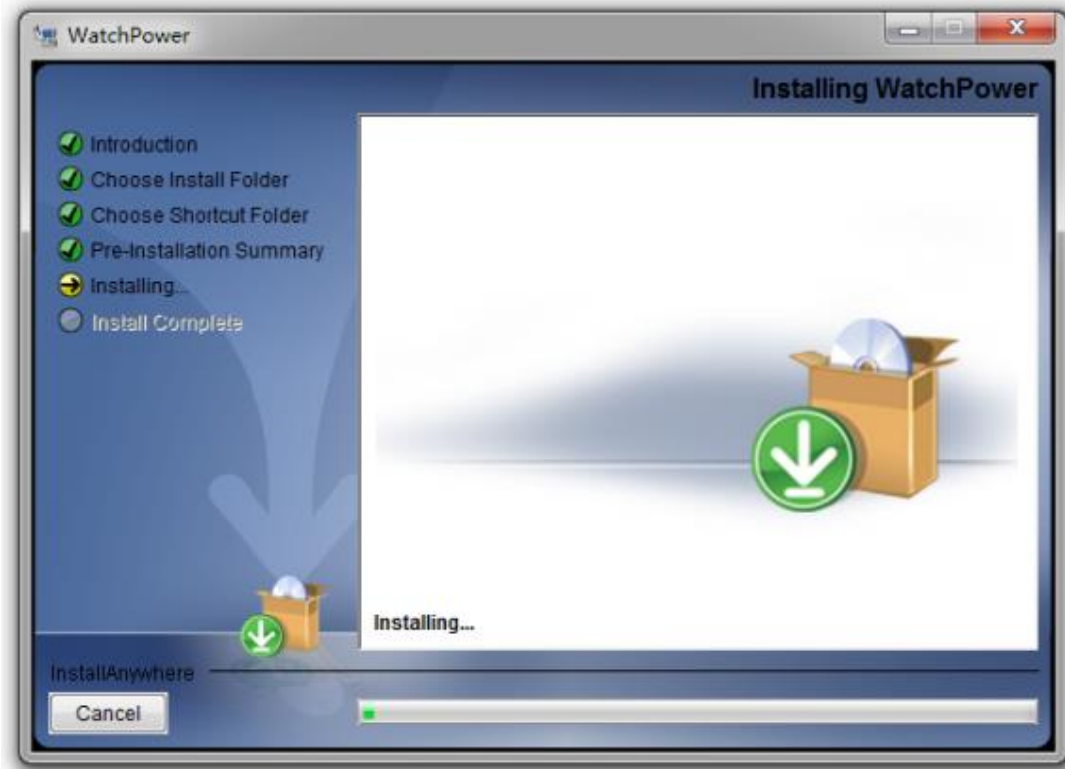 WatchPower
Installing WatchPower
Introduction
Choose Install Folder
Choose Shortcut Folder
Pre-Installation Summary
Installing...
Install Complete
Installing...
InstallAnywhere
Cancel